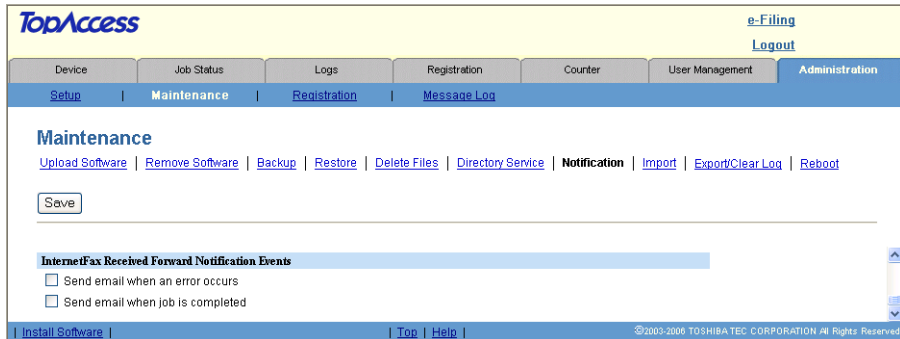 TopAccess
e-Filing
Logout
Device Job Status Logs Registration Counter User Management Administration
Setup | Maintenance | Registration | Message Log
Maintenance
Upload Software | Remove Software | Backup | Restore | Delete Files | Directory Service | Notification | Import | Export/Clear Log | Reboot
Save
InternetFax Received Forward Notification Events
Send email when an error occurs
Send email when job is completed
| Install Software | | Top | Help | ©2003-2006 TOSHIBA TEC CORPORATION All Rights Reserved